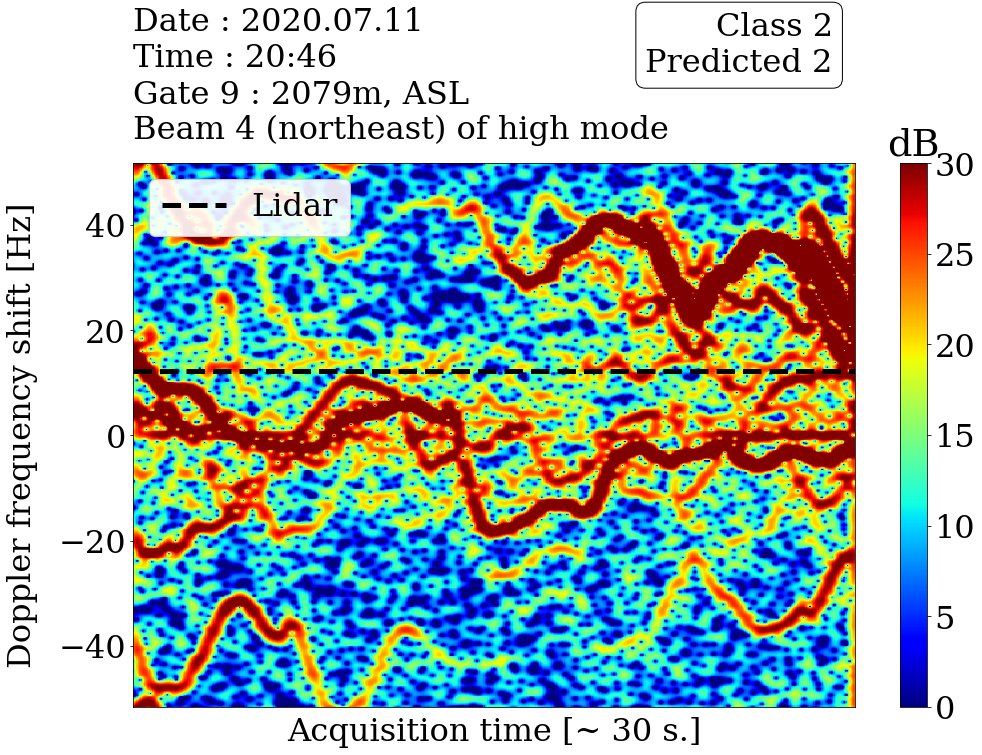 Date : 2020.07.11
Time : 20:46
Gate 9 : 2079m, ASL
Beam 4 (northeast) of high mode
Class 2
Predicted 2
dB
Lidar
Doppler frequency shift [Hz]
40
20
0
−20
−40
30
25
20
15
10
5
0
Acquisition time [~ 30 s.]